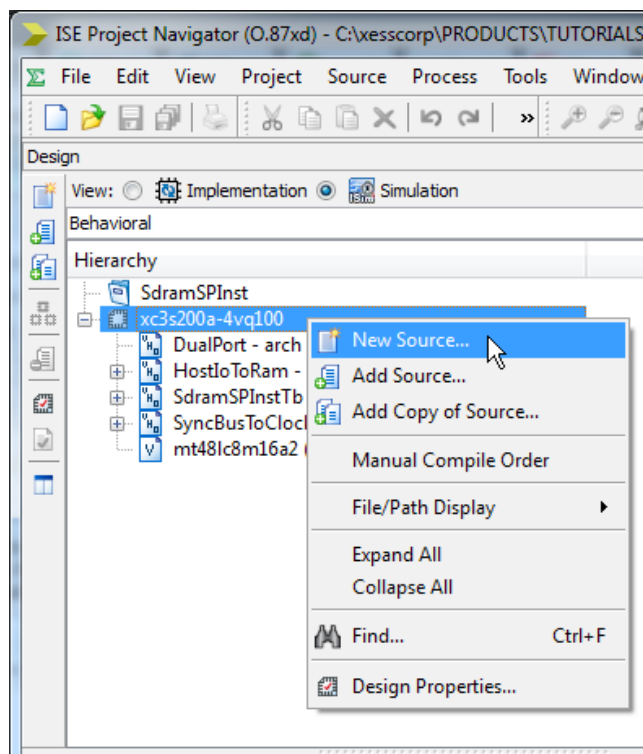 ISE Project Navigator (O.87xd) - C:\xesscorp\PRODUCTS\TUTORIALS
File Edit View Project Source Process Tools Window
Design
View: Implementation Simulation
Behavioral
Hierarchy
SdramSPInst
xc3s200a-4vq100
DualPort - arch
HostIoToRam -
SdramSPInstTb
SyncBusToClock
mt48lc8m16a2
New Source...
Add Source...
Add Copy of Source...
Manual Compile Order
File/Path Display
Expand All
Collapse All
Find... Ctrl+F
Design Properties...